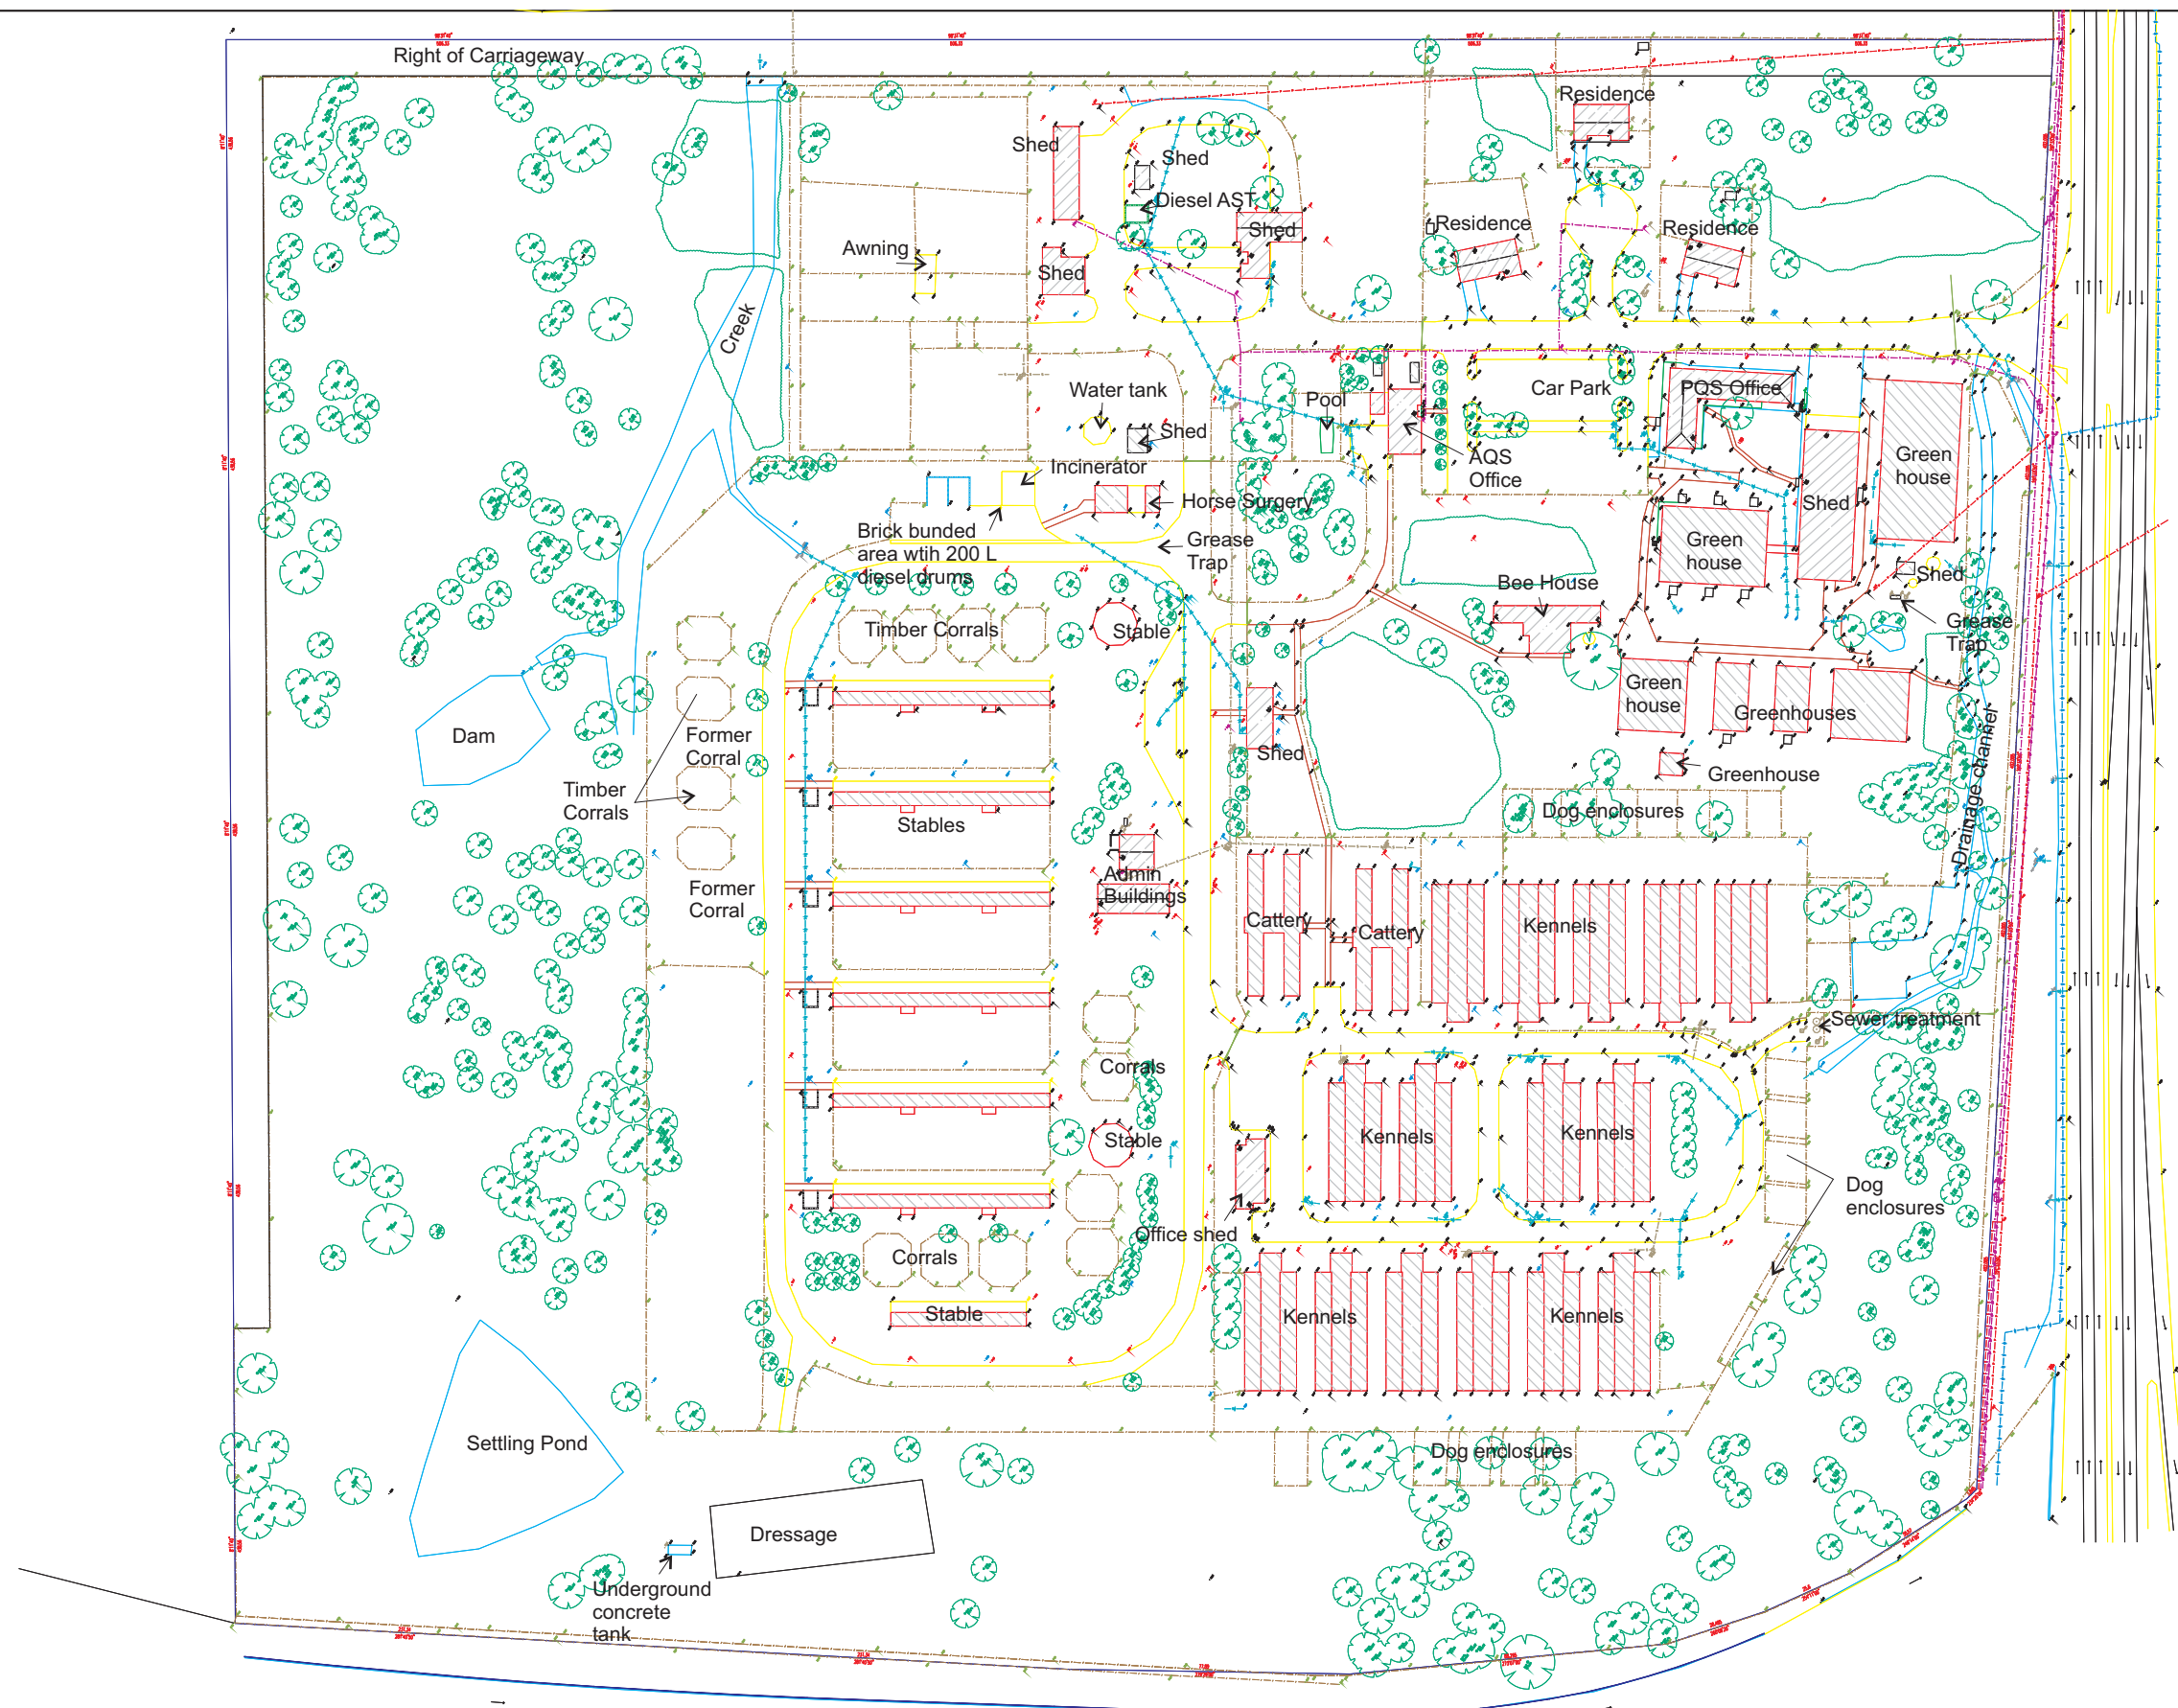 Right of Carriageway
Residence
Shed
Shed
Diesel AST
Shed
Residence
Residence
Awning
Shed
Creek
Water tank
Pool
Car Park
PQS Office
Shed
AQS
Office
Green
house
Incinerator
Horse Surgery
Shed
Brick bunded
area wtih 200 L
diesel drums
Grease
Trap
Green
house
Bee House
Shed
Grease
Trap
Timber Corrals
Stable
Green
house
Greenhouses
Dam
Former
Corral
Shed
Drainage channel
Greenhouse
Timber
Corrals
Stables
Dog enclosures
Admin
Buildings
Former
Corral
Cattery
Cattery
Kennels
Sewer treatment
Corrals
Stable
Kennels
Kennels
Dog
enclosures
Office shed
Corrals
Stable
Kennels
Kennels
Settling Pond
Dog enclosures
Dressage
Underground
concrete
tank